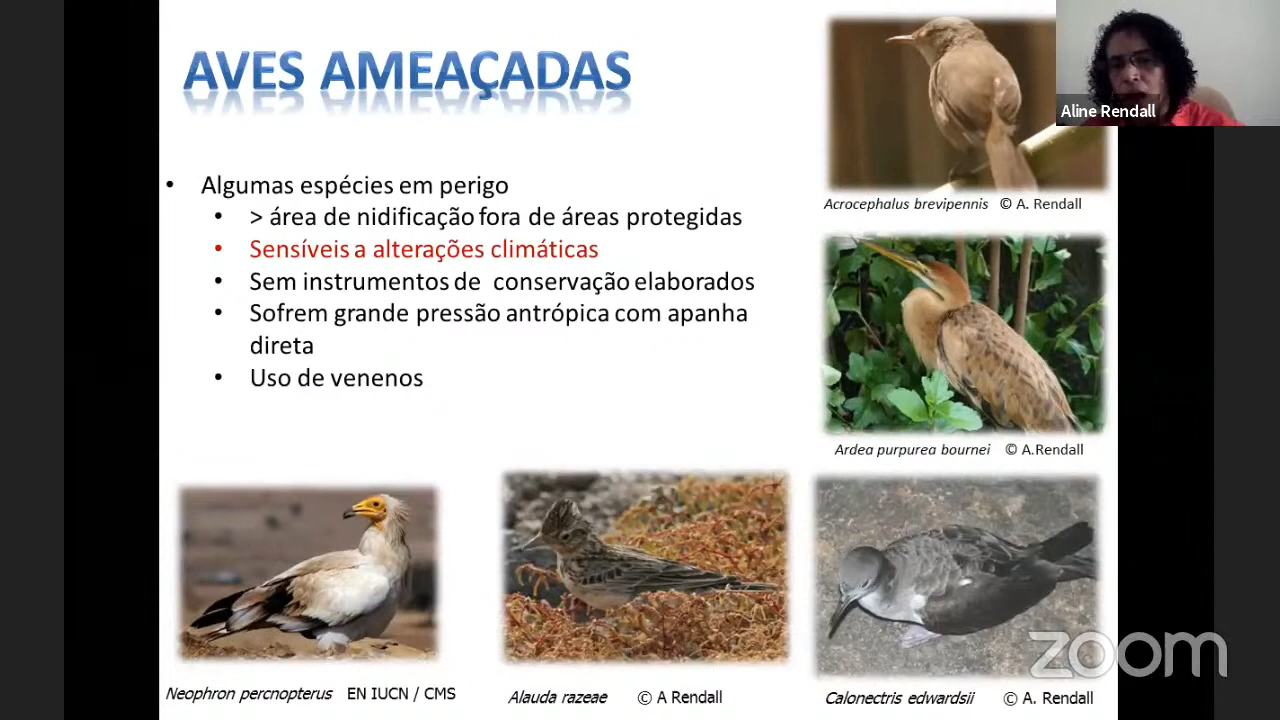 AVES AMEAÇADAS
Aline Rendall
Acrocephalus brevipennis © A. Rendall
• Algumas espécies em perigo
• > área de nidificação fora de áreas protegidas
• Sensíveis a alterações climáticas
• Sem instrumentos de conservação elaborados
• Sofrem grande pressão antrópica com apanha
direta
• Uso de venenos
Ardea purpurea bournei © A.Rendall
Neophron percnopterus EN IUCN / CMS
Alauda razeae © A Rendall
Calonectris edwardsii © A. Rendall
zoom